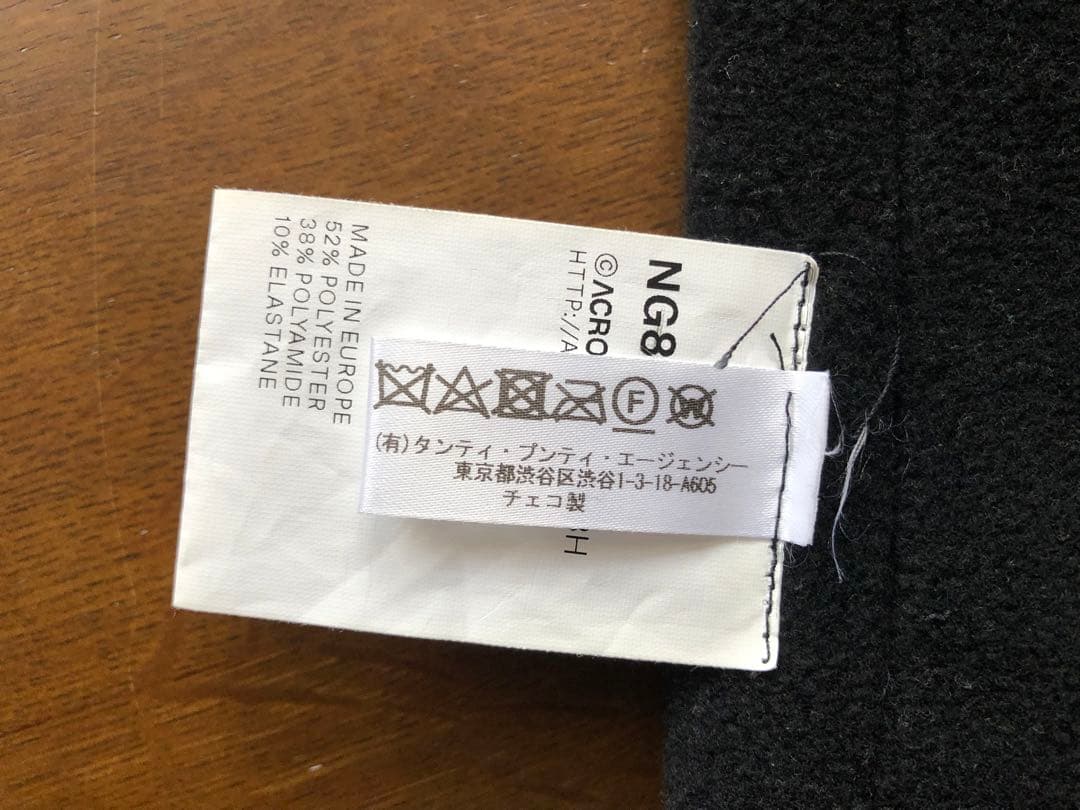 NG8
©ACRO
HTTP://A
RH
MADE IN EUROPE
52% POLYESTER
38% POLYAMIDE
10% ELASTANE
F
W
(有)タンティ・プンティ・エージェンシー
東京都渋谷区渋谷1-3-18-A605
チェコ製